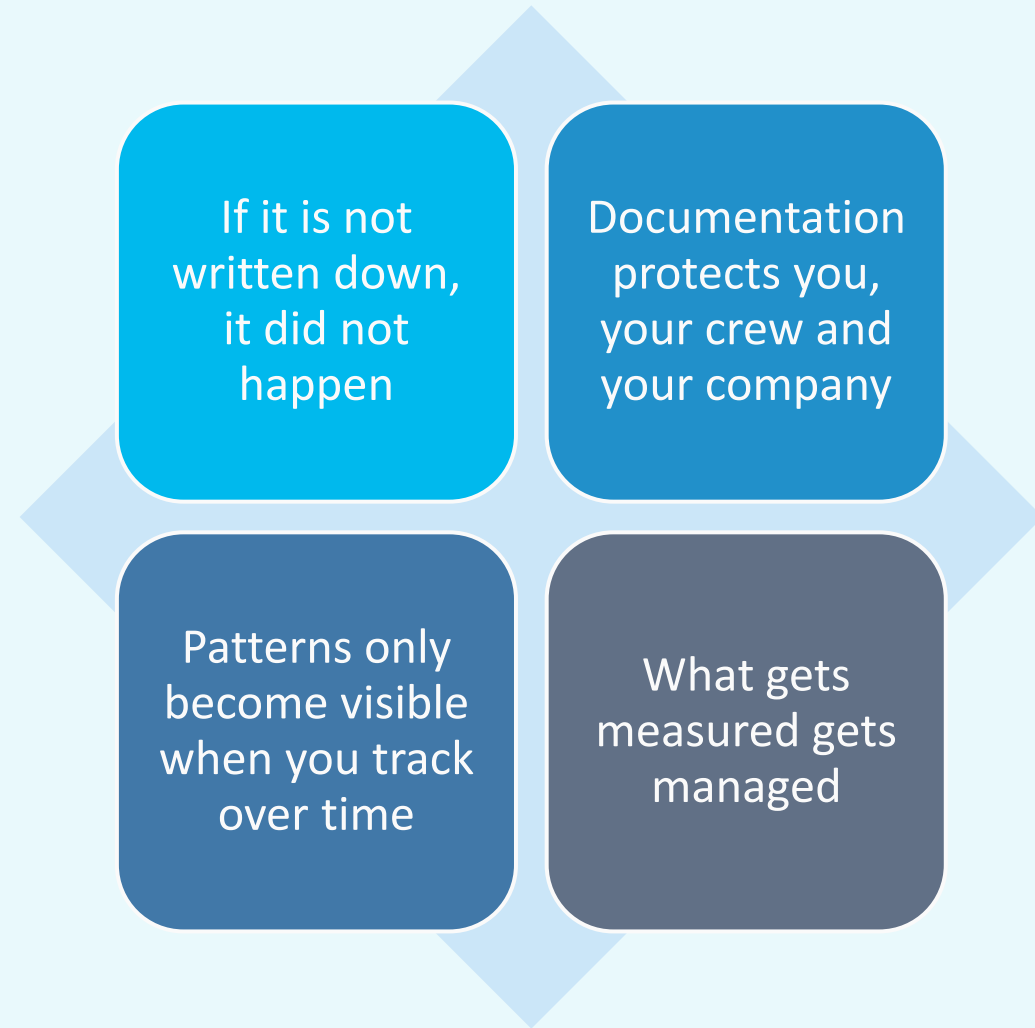 If it is not
written down,
it did not
happen
Documentation
protects you,
your crew and
your company
Patterns only
become visible
when you track
over time
What gets
measured gets
managed